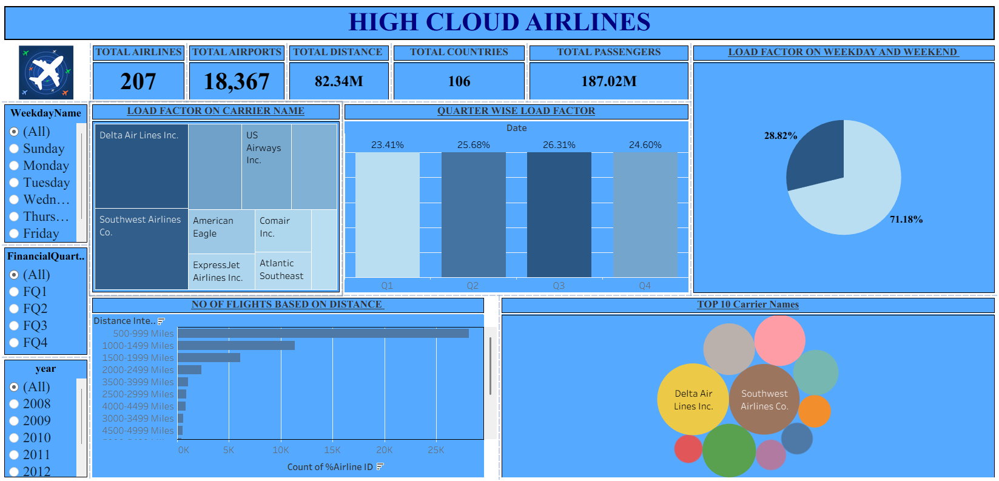 HIGH CLOUD AIRLINES
TOTAL AIRLINES
207
TOTAL AIRPORTS
18,367
TOTAL DISTANCE
82.34M
TOTAL COUNTRIES
106
TOTAL PASSENGERS
187.02M
LOAD FACTOR ON WEEKDAY AND WEEKEND
28.82%
71.18%
WeekdayName
(All)
Sunday
Monday
Tuesday
Wedn...
Thurs...
Friday
FinancialQuart..
(All)
FQ1
FQ2
FQ3
FQ4
year
(All)
2008
2009
2010
2011
2012
LOAD FACTOR ON CARRIER NAME
Delta Air Lines Inc.
US
Airways
Inc.
Southwest Airlines
Co.
American
Eagle
Comair
Inc.
ExpressJet
Airlines Inc.
Atlantic
Southeast
QUARTER WISE LOAD FACTOR
Date
23.41%
25.68%
26.31%
24.60%
Q1
Q2
Q3
Q4
NO OF FLIGHTS BASED ON DISTANCE
Distance Inte..
500-999 Miles
1000-1499 Miles
1500-1999 Miles
2000-2499 Miles
3500-3999 Miles
2500-2999 Miles
4000-4499 Miles
3000-3499 Miles
4500-4999 Miles
0K
5K
10K
15K
20K
25K
Count of %Airline ID
TOP 10 Carrier Names
Delta Air
Lines Inc.
Southwest
Airlines Co.